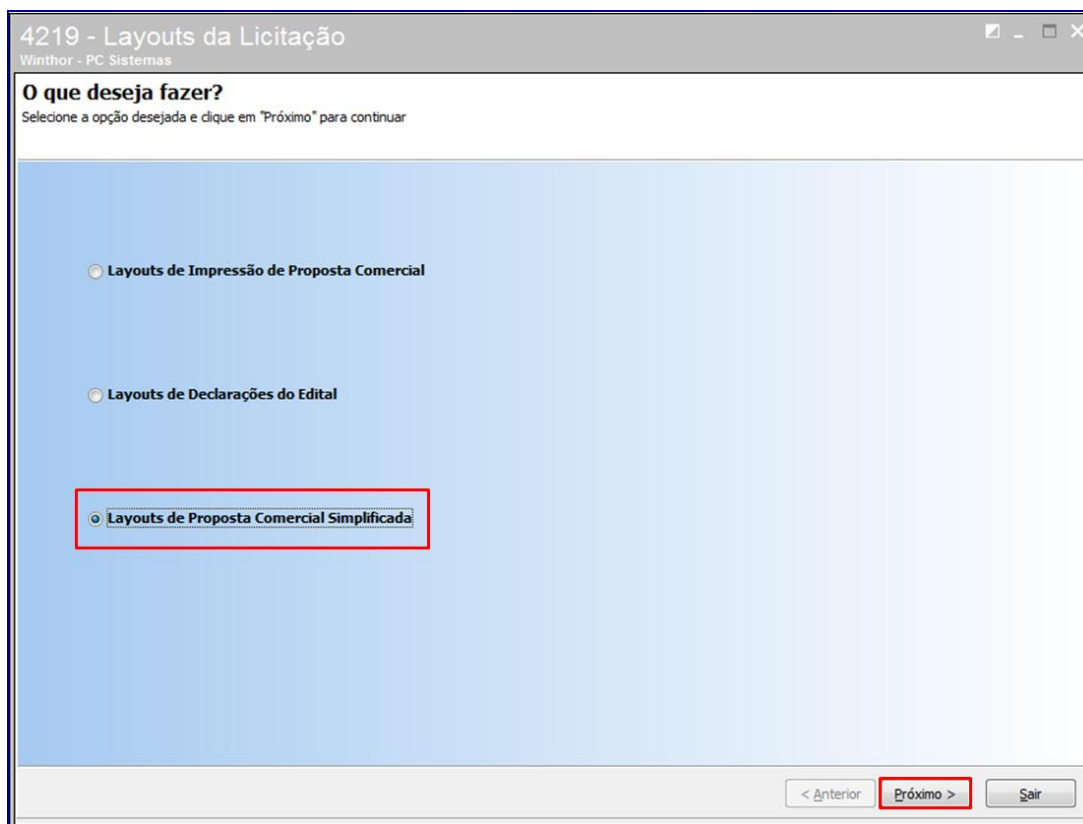 4219 - Layouts da Licitação
Winthor - PC Sistemas
O que deseja fazer?
Selecione a opção desejada e clique em "Próximo" para continuar
Layouts de Impressão de Proposta Comercial
Layouts de Declarações do Edital
Layouts de Proposta Comercial Simplificada
< Anterior
Próximo >
Sair